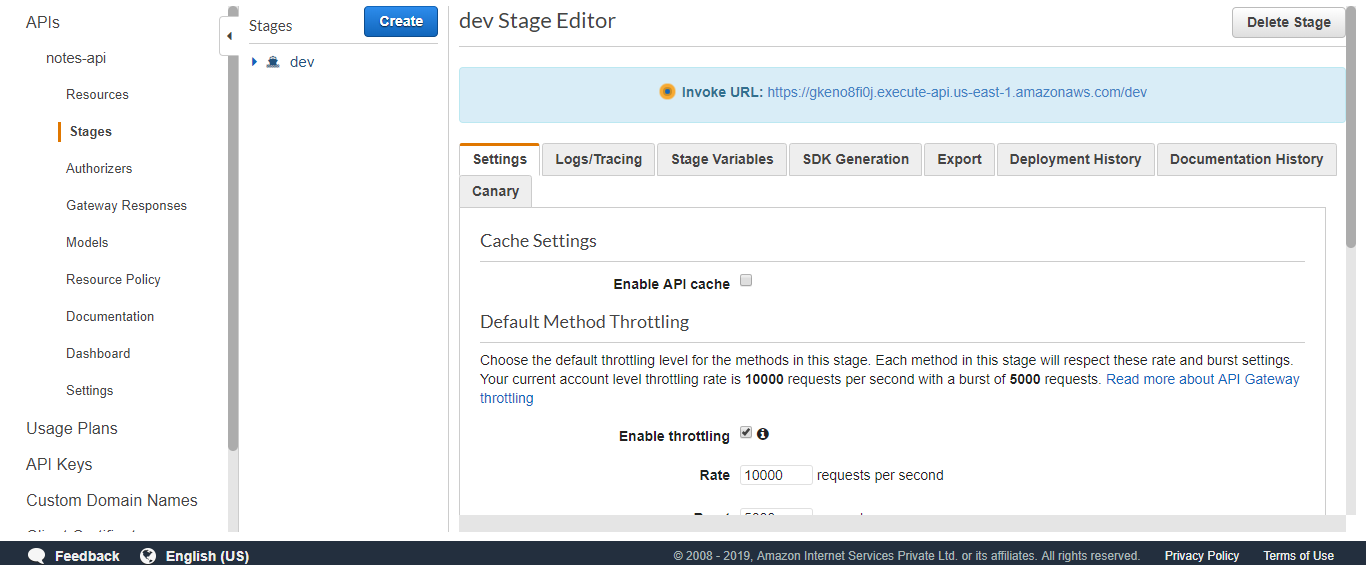 APIs
notes-api
Resources
Stages
Authorizers
Gateway Responses
Models
Resource Policy
Documentation
Dashboard
Settings
Usage Plans
API Keys
Custom Domain Names
Stages
Create
dev
dev Stage Editor
Delete Stage
Invoke URL: https://gkeno8fi0j.execute-api.us-east-1.amazonaws.com/dev
Settings Logs/Tracing Stage Variables SDK Generation Export Deployment History Documentation History
Canary
Cache Settings
Enable API cache
Default Method Throttling
Choose the default throttling level for the methods in this stage. Each method in this stage will respect these rate and burst settings.
Your current account level throttling rate is 10000 requests per second with a burst of 5000 requests. Read more about API Gateway
throttling
Enable throttling
Rate 10000 requests per second
Feedback English (US) © 2008 - 2019, Amazon Internet Services Private Ltd. or its affiliates. All rights reserved. Privacy Policy Terms of Use